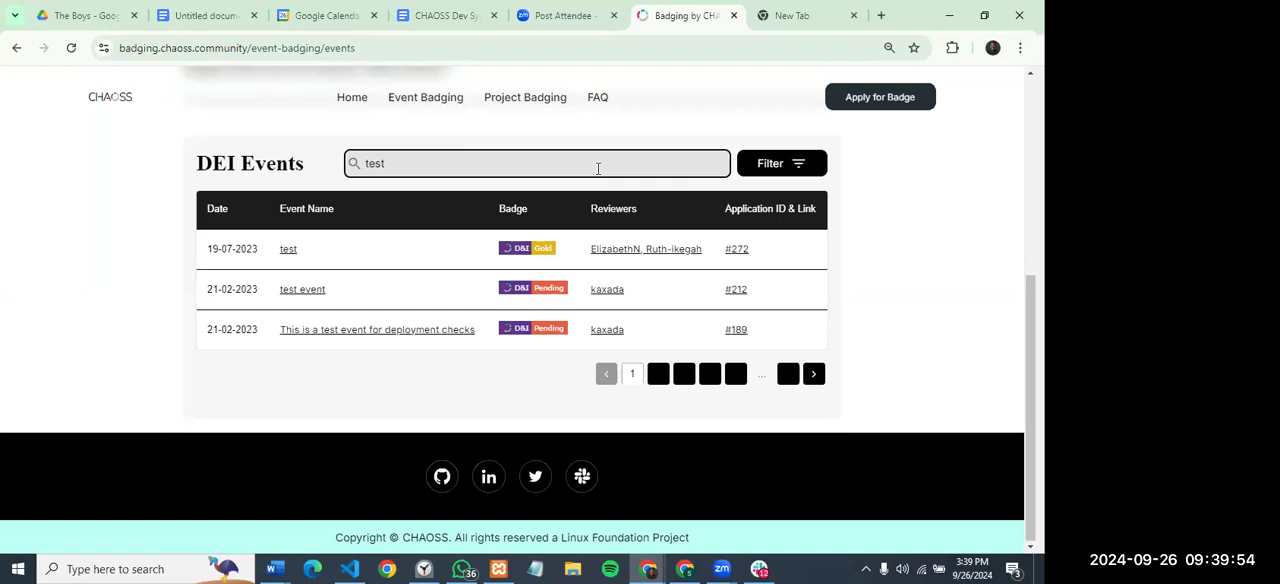 The Boys - Goog
Untitled docum
Google Calenda
CHAOSS Dev Sy
Post Attendee -
Badging by CHA
New Tab
badging.chaoss.community/event-badging/events
CHAOSS
Home
Event Badging
Project Badging
FAQ
Apply for Badge
DEI Events
test
Filter
Date Event Name Badge Reviewers Application ID & Link
19-07-2023 test D&I Gold ElizabethN, Ruth-ikegah #272
21-02-2023 test event D&I Pending kaxada #212
21-02-2023 This is a test event for deployment checks D&I Pending kaxada #189
< 1 ... >
Copyright © CHAOSS. All rights reserved a Linux Foundation Project
Type here to search
36
3:39 PM
9/26/2024
3
2024-09-26 09:39:54